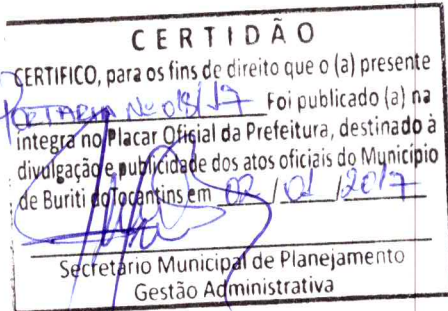 CERTIDÃO
CERTIFICO, para os fins de direito que o (a) presente
PORTARIA No 018/17 Foi publicado (a) na
integra no Placar Oficial da Prefeitura, destinado à
divulgação e publicidade dos atos oficiais do Município
de Buriti do Tocantins em 02/01/2017
Secretário Municipal de Planejamento
Gestão Administrativa